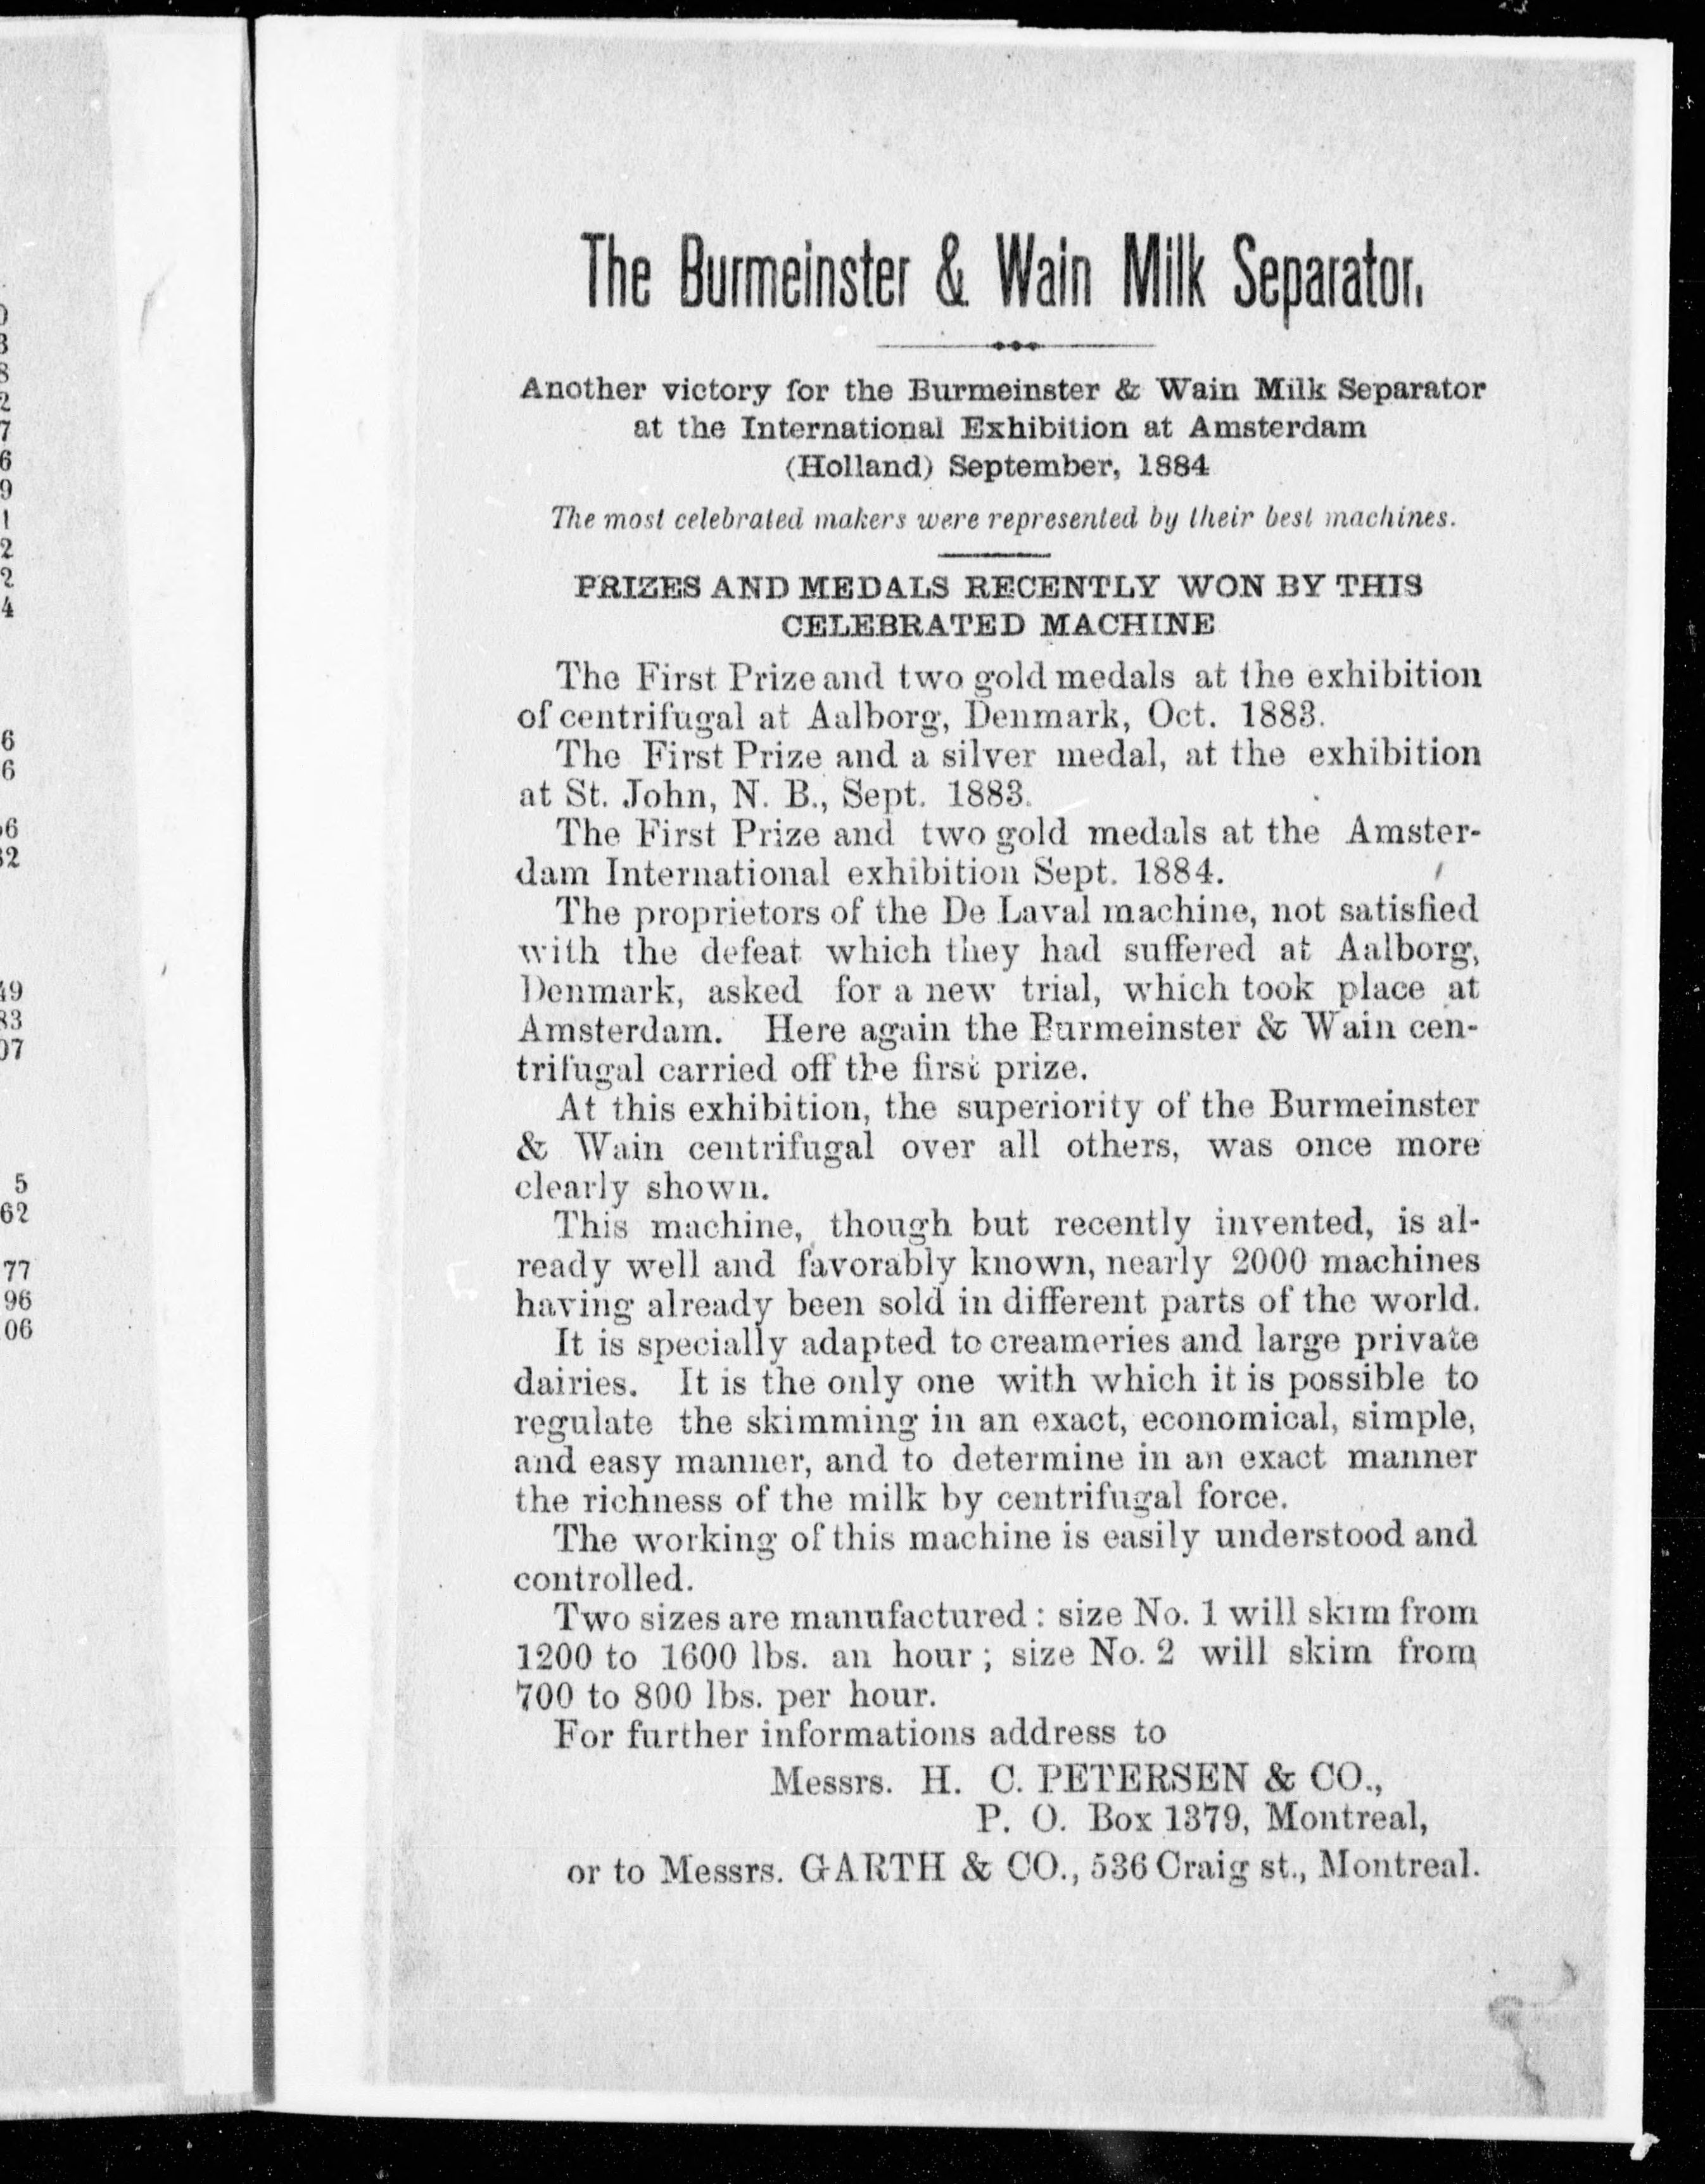 The Burmeinster & Wain Milk Separator.
Another victory for the Burmeinster & Wain Milk Separator
at the International Exhibition at Amsterdam
(Holland) September, 1884
The most celebrated makers were represented by their best machines.
PRIZES AND MEDALS RECENTLY WON BY THIS
CELEBRATED MACHINE
The First Prize and two gold medals at the exhibition
of centrifugal at Aalborg, Denmark, Oct. 1883.
The First Prize and a silver medal, at the exhibition
at St. John, N. B., Sept. 1883.
The First Prize and two gold medals at the Amster-
dam International exhibition Sept. 1884.
The proprietors of the De Laval machine, not satisfied
with the defeat which they had suffered at Aalborg,
Denmark, asked for a new trial, which took place at
Amsterdam. Here again the Burmeinster & Wain cen-
trifugal carried off the first prize.
At this exhibition, the superiority of the Burmeinster
& Wain centrifugal over all others, was once more
clearly shown.
This machine, though but recently invented, is al-
ready well and favorably known, nearly 2000 machines
having already been sold in different parts of the world.
It is specially adapted to creameries and large private
dairies. It is the only one with which it is possible to
regulate the skimming in an exact, economical, simple,
and easy manner, and to determine in an exact manner
the richness of the milk by centrifugal force.
The working of this machine is easily understood and
controlled.
Two sizes are manufactured : size No. 1 will skim from
1200 to 1600 lbs. an hour ; size No. 2 will skim from
700 to 800 lbs. per hour.
For further informations address to
Messrs. H. C. PETERSEN & CO.,
P. O. Box 1379, Montreal,
or to Messrs. GARTH & CO., 536 Craig st., Montreal.